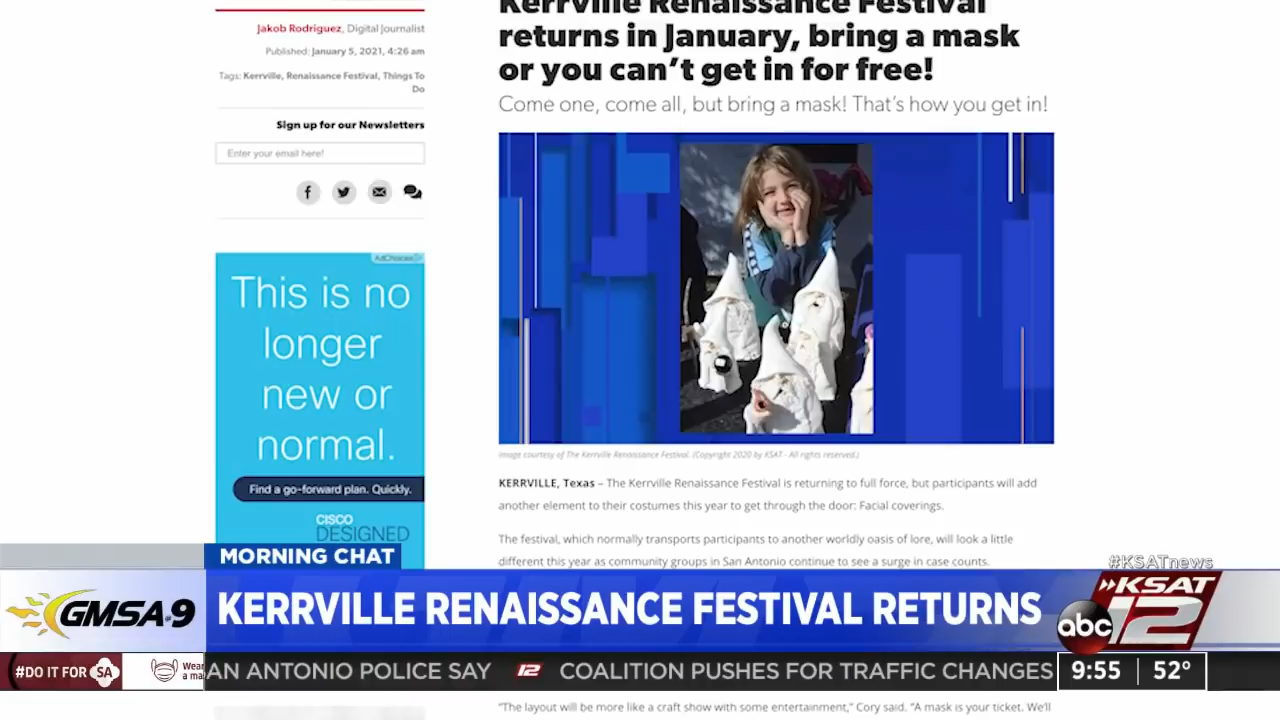 Kerrville Renaissance Festival
returns in January, bring a mask
or you can't get in for free!
Come one, come all, but bring a mask! That's how you get in!
Jakob Rodriguez, Digital Journalist
Published: January 5, 2021, 4:26 am
Tags: Kerrville, Renaissance Festival, Things To
Do
Sign up for our Newsletters
Enter your email here!
AdChoices
This is no
longer
new or
normal.
Find a go-forward plan. Quickly.
CISCO
DESIGNED
Image courtesy of The Kerrville Renaissance Festival. (Copyright 2020 by KSAT - All rights reserved.)
KERRVILLE, Texas – The Kerrville Renaissance Festival is returning to full force, but participants will add
another element to their costumes this year to get through the door: Facial coverings.
The festival, which normally transports participants to another worldly oasis of lore, will look a little
different this year as community groups in San Antonio continue to see a surge in case counts.
MORNING CHAT
#KSATnews
GMSA@9
KERRVILLE RENAISSANCE FESTIVAL RETURNS
KSAT
abc 12
#DO IT FOR SA
Wear
a ma
AN ANTONIO POLICE SAY 12 COALITION PUSHES FOR TRAFFIC CHANGES
9:55 52°
"The layout will be more like a craft show with some entertainment," Cory said. "A mask is your ticket. We'll